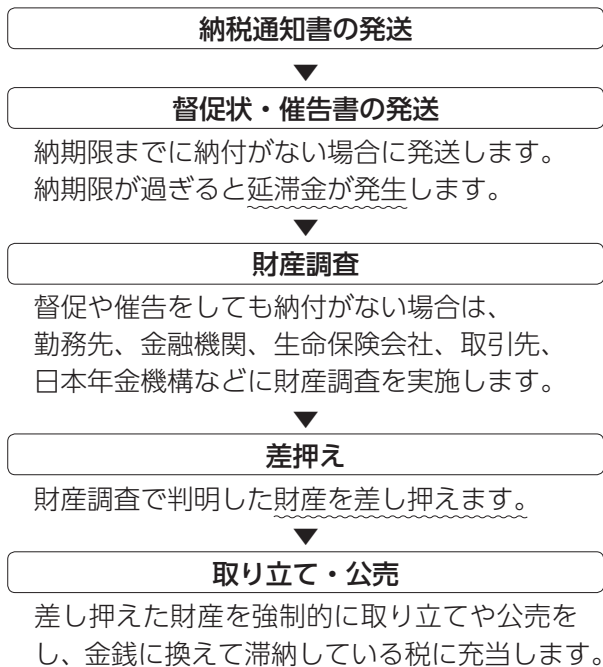 納税通知書の発送
▼
督促状・催告書の発送
納期限までに納付がない場合に発送します。
納期限が過ぎると延滞金が発生します。
▼
財産調査
督促や催告をしても納付がない場合は、
勤務先、金融機関、生命保険会社、取引先、
日本年金機構などに財産調査を実施します。
▼
差押え
財産調査で判明した財産を差し押えます。
▼
取り立て・公売
差し押えた財産を強制的に取り立てや公売を
し、金銭に換えて滞納している税に充当します。